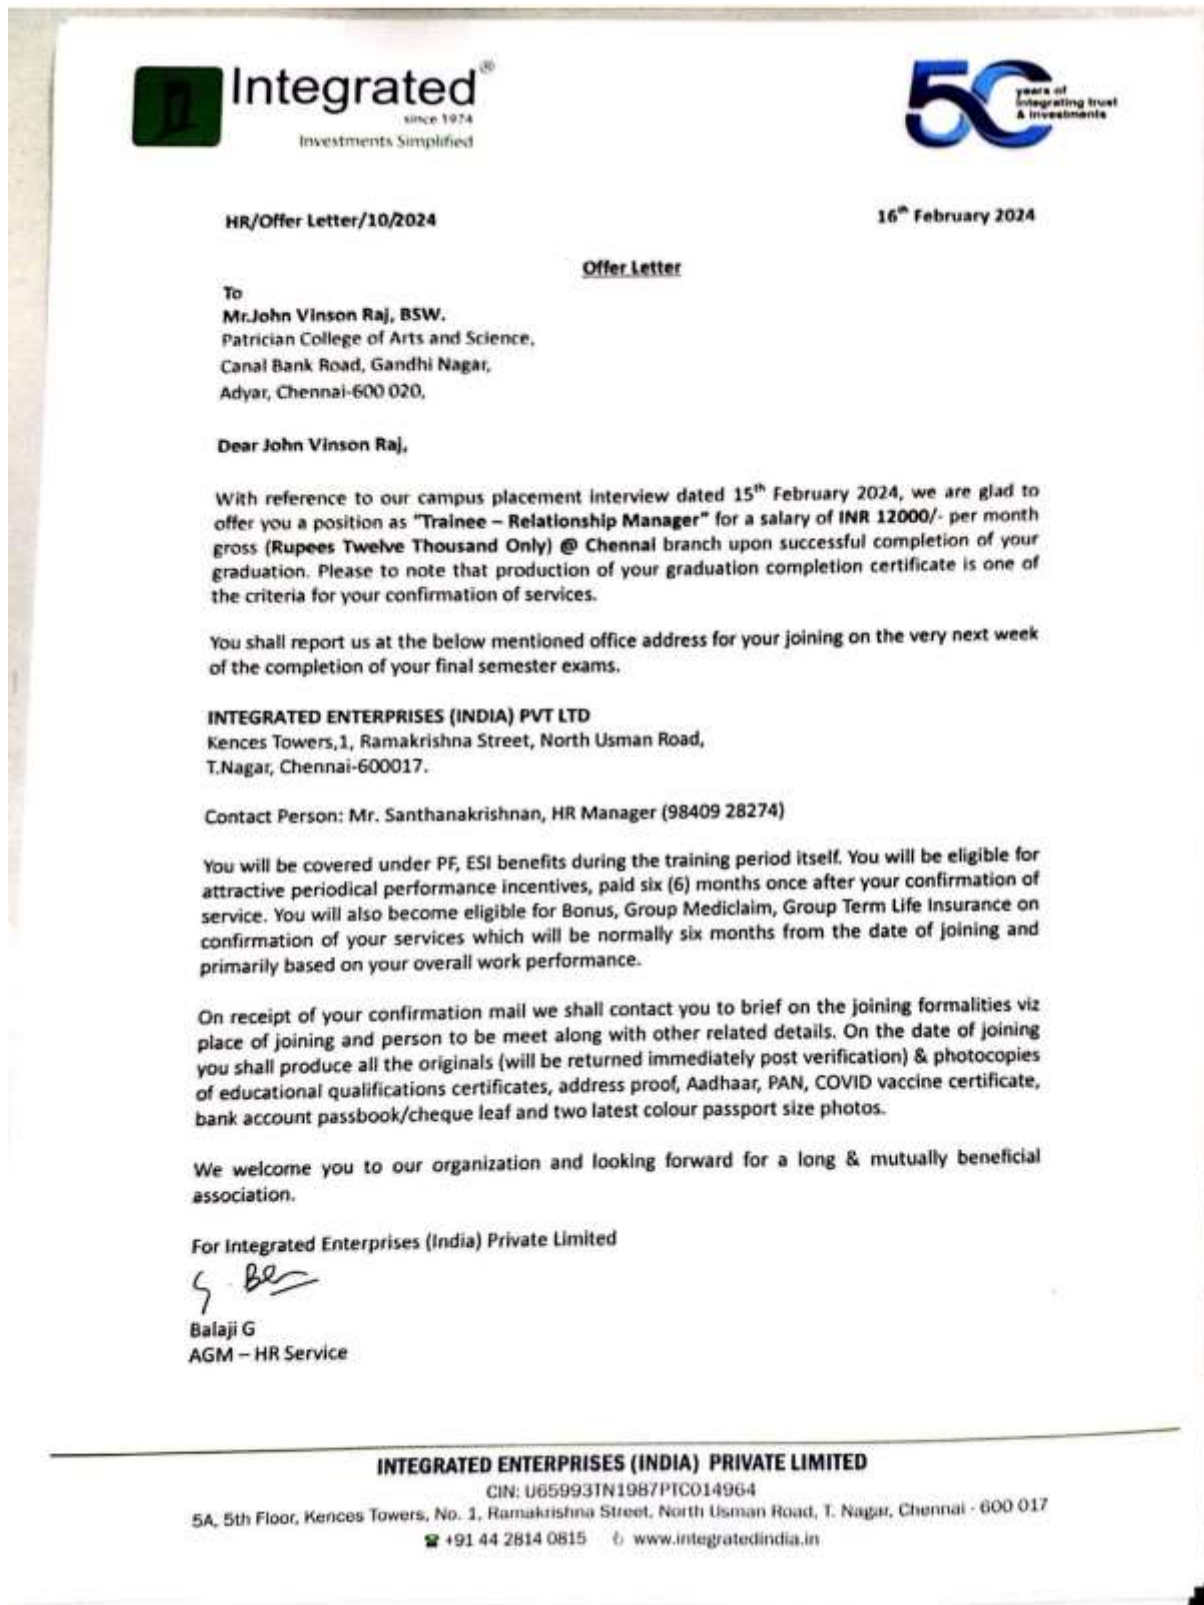 Integrated®
since 1974
Investments Simplified
50 years of
integrating trust
& investments
HR/Offer Letter/10/2024
16th February 2024
Offer Letter
To
Mr.John Vinson Raj, BSW.
Patrician College of Arts and Science,
Canal Bank Road, Gandhi Nagar,
Adyar, Chennai-600 020,
Dear John Vinson Raj,
With reference to our campus placement interview dated 15th February 2024, we are glad to
offer you a position as "Trainee – Relationship Manager" for a salary of INR 12000/- per month
gross (Rupees Twelve Thousand Only) @ Chennai branch upon successful completion of your
graduation. Please to note that production of your graduation completion certificate is one of
the criteria for your confirmation of services.
You shall report us at the below mentioned office address for your joining on the very next week
of the completion of your final semester exams.
INTEGRATED ENTERPRISES (INDIA) PVT LTD
Kences Towers,1, Ramakrishna Street, North Usman Road,
T.Nagar, Chennai-600017.
Contact Person: Mr. Santhanakrishnan, HR Manager (98409 28274)
You will be covered under PF, ESI benefits during the training period itself. You will be eligible for
attractive periodical performance incentives, paid six (6) months once after your confirmation of
service. You will also become eligible for Bonus, Group Mediclaim, Group Term Life Insurance on
confirmation of your services which will be normally six months from the date of joining and
primarily based on your overall work performance.
On receipt of your confirmation mail we shall contact you to brief on the joining formalities viz
place of joining and person to be meet along with other related details. On the date of joining
you shall produce all the originals (will be returned immediately post verification) & photocopies
of educational qualifications certificates, address proof, Aadhaar, PAN, COVID vaccine certificate,
bank account passbook/cheque leaf and two latest colour passport size photos.
We welcome you to our organization and looking forward for a long & mutually beneficial
association.
For Integrated Enterprises (India) Private Limited
Balaji G
AGM – HR Service
INTEGRATED ENTERPRISES (INDIA) PRIVATE LIMITED
CIN: U65993TN1987PTC014964
5A, 5th Floor, Kences Towers, No. 1, Ramakrishna Street, North Usman Road, T. Nagar, Chennai - 600 017
+91 44 2814 0815 www.integratedindia.in